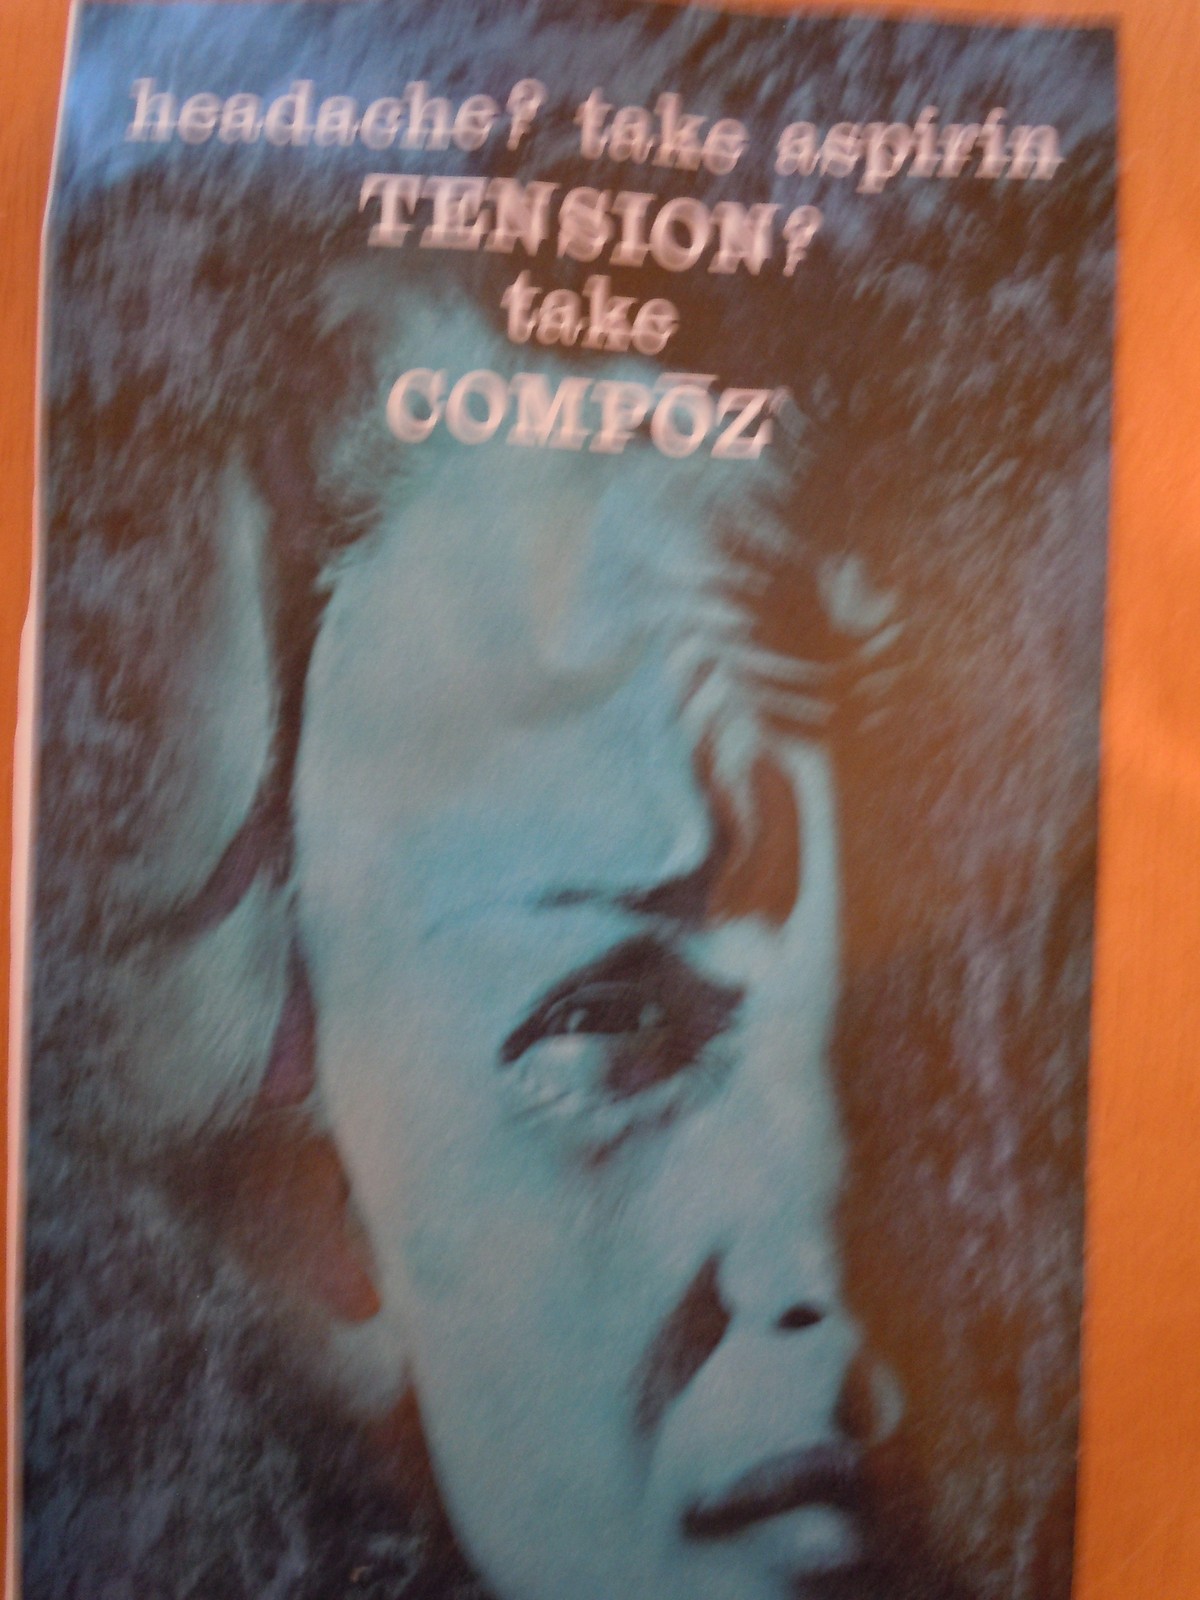 headache? take aspirin
TENSION?
take
COMPŌZ